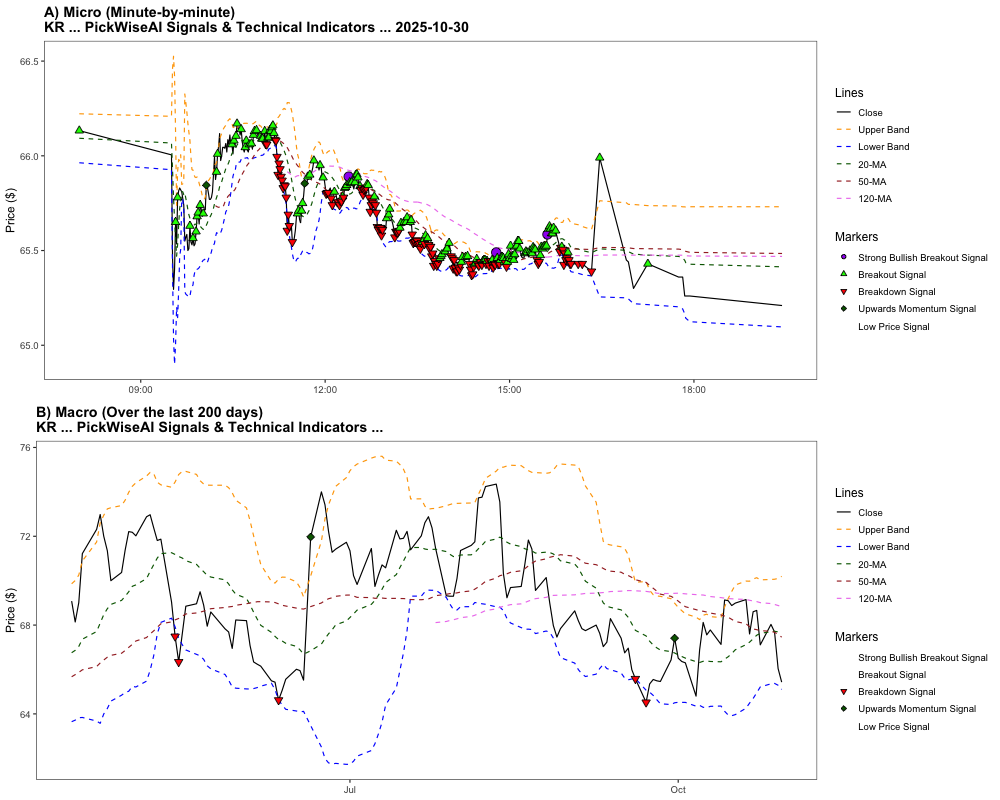 A) Micro (Minute-by-minute)
KR ... PickWiseAI Signals & Technical Indicators ... 2025-10-30
66.5
66.0
65.5
65.0
Price ($)
09:00
12:00
15:00
18:00
Lines
Close
Upper Band
Lower Band
20-MA
50-MA
120-MA
Markers
Strong Bullish Breakout Signal
Breakout Signal
Breakdown Signal
Upwards Momentum Signal
Low Price Signal
B) Macro (Over the last 200 days)
KR ... PickWiseAI Signals & Technical Indicators ...
76
72
68
64
Price ($)
Jul
Oct
Lines
Close
Upper Band
Lower Band
20-MA
50-MA
120-MA
Markers
Strong Bullish Breakout Signal
Breakout Signal
Breakdown Signal
Upwards Momentum Signal
Low Price Signal